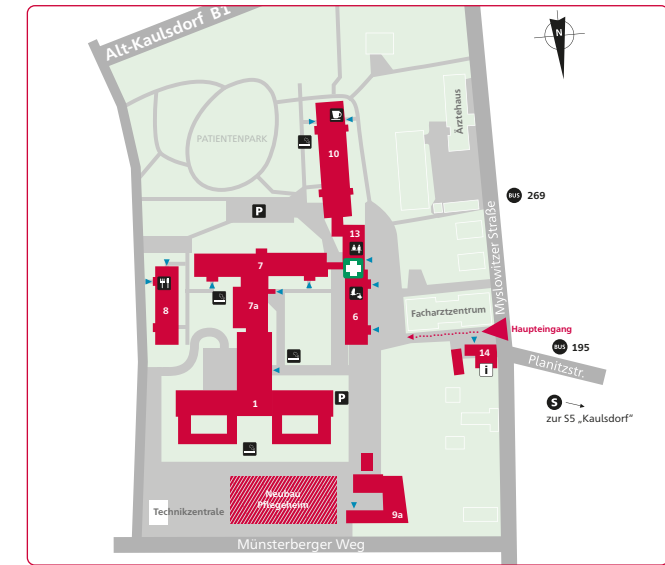 Alt-Kaulsdorf B1
N
PATIENTENPARK
Ärztehaus
10
BUS 269
Myslowitzer Straße
P
13
7
7a
8
6
Facharztzentrum
Haupteingang
14
i
BUS 195
Planitzstr.
S
zur S5 „Kaulsdorf“
P
1
Neubau
Pflegeheim
Technikzentrale
9a
Münsterberger Weg